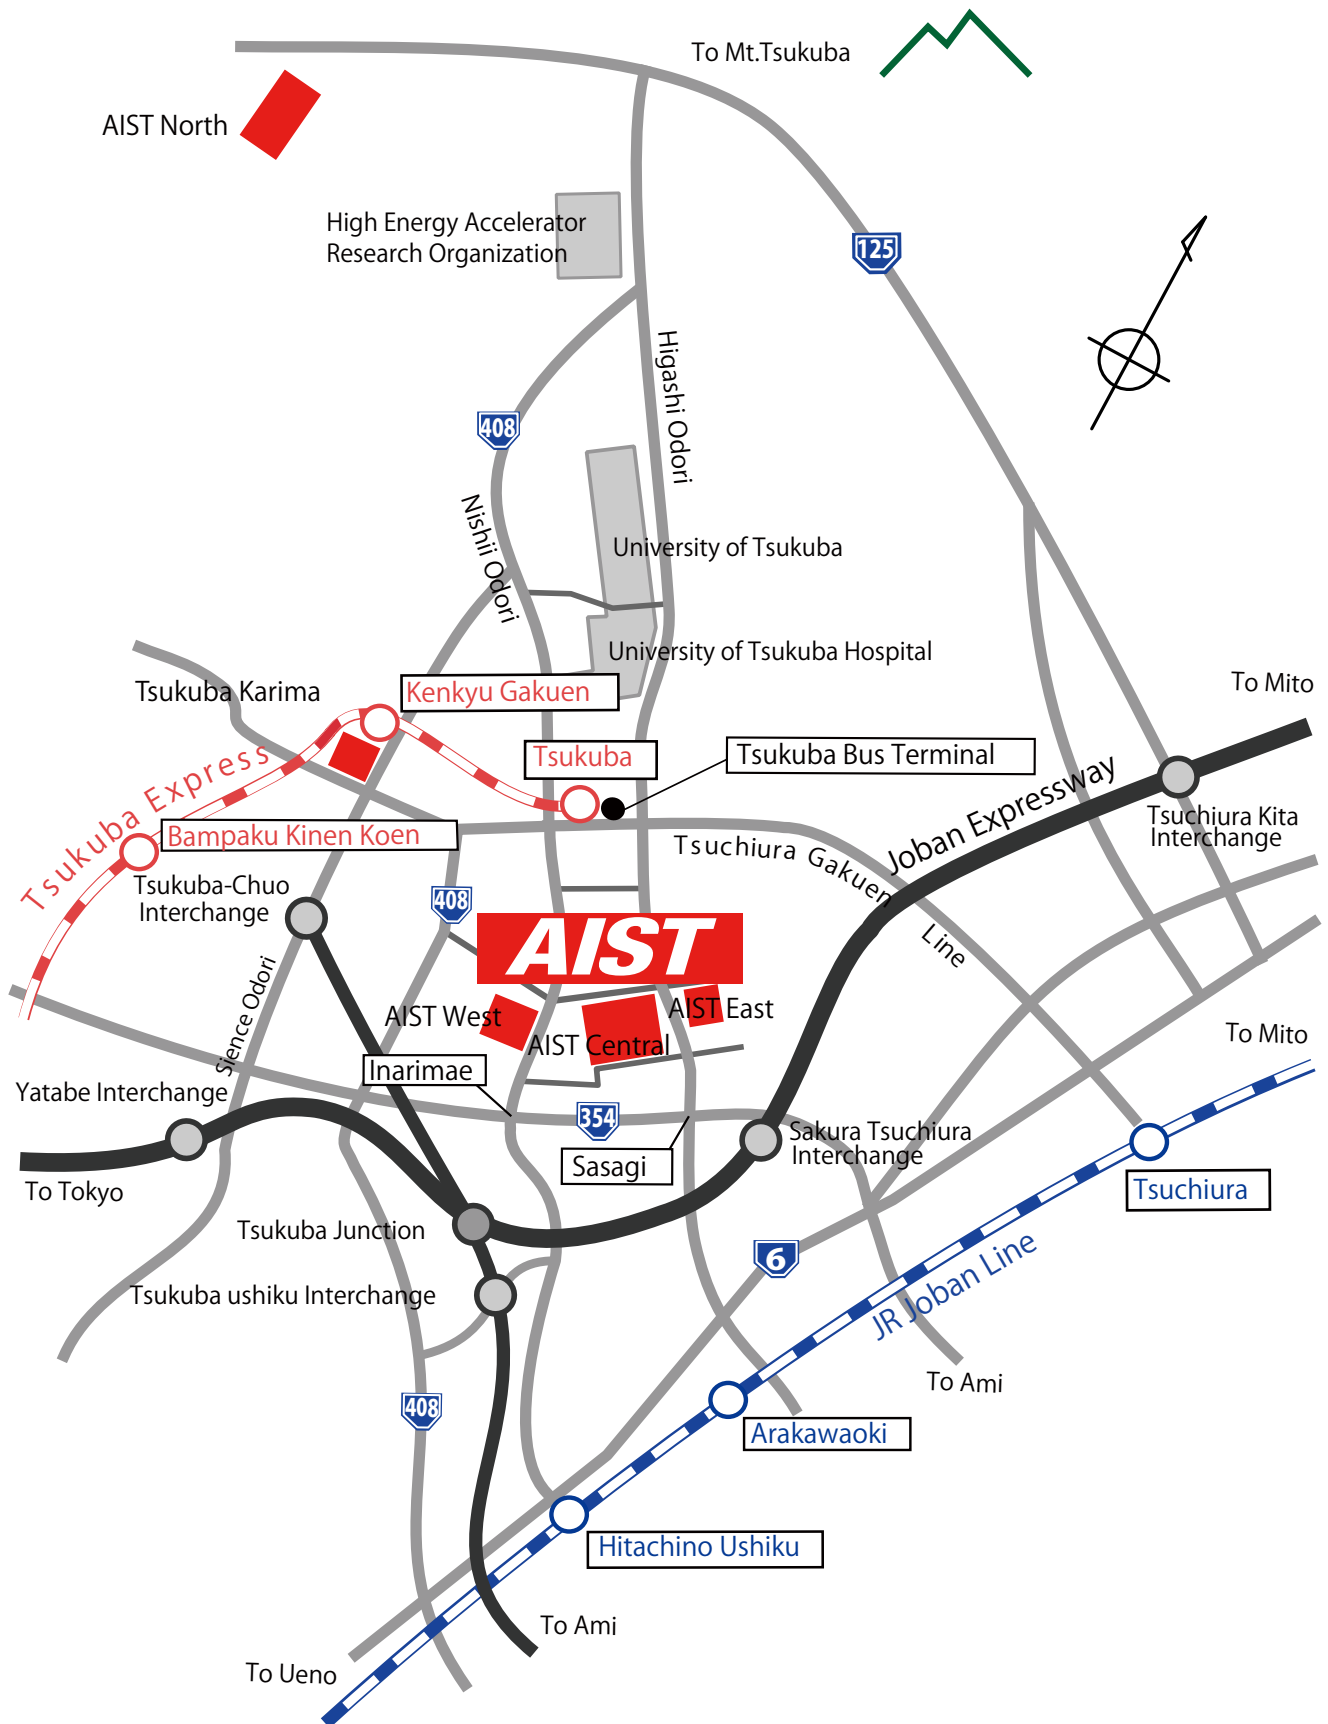 To Mt.Tsukuba
AIST North
High Energy Accelerator
Research Organization
125
Higashi Odori
408
Nishii Odori
University of Tsukuba
University of Tsukuba Hospital
Tsukuba Karima
Kenkyu Gakuen
To Mito
Tsukuba
Tsukuba Bus Terminal
Tsukuba Express
Joban Expressway
Tsuchiura Kita
Interchange
Bampaku Kinen Koen
Tsuchiura Gakuen
Line
Tsukuba-Chuo
Interchange
408
AIST
Sience Odori
AIST West
AIST Central
AIST East
To Mito
Inarimae
Yatabe Interchange
354
Sasagi
Sakura Tsuchiura
Interchange
To Tokyo
Tsuchiura
Tsukuba Junction
6
JR Joban Line
Tsukuba ushiku Interchange
To Ami
408
Arakawaoki
Hitachino Ushiku
To Ami
To Ueno